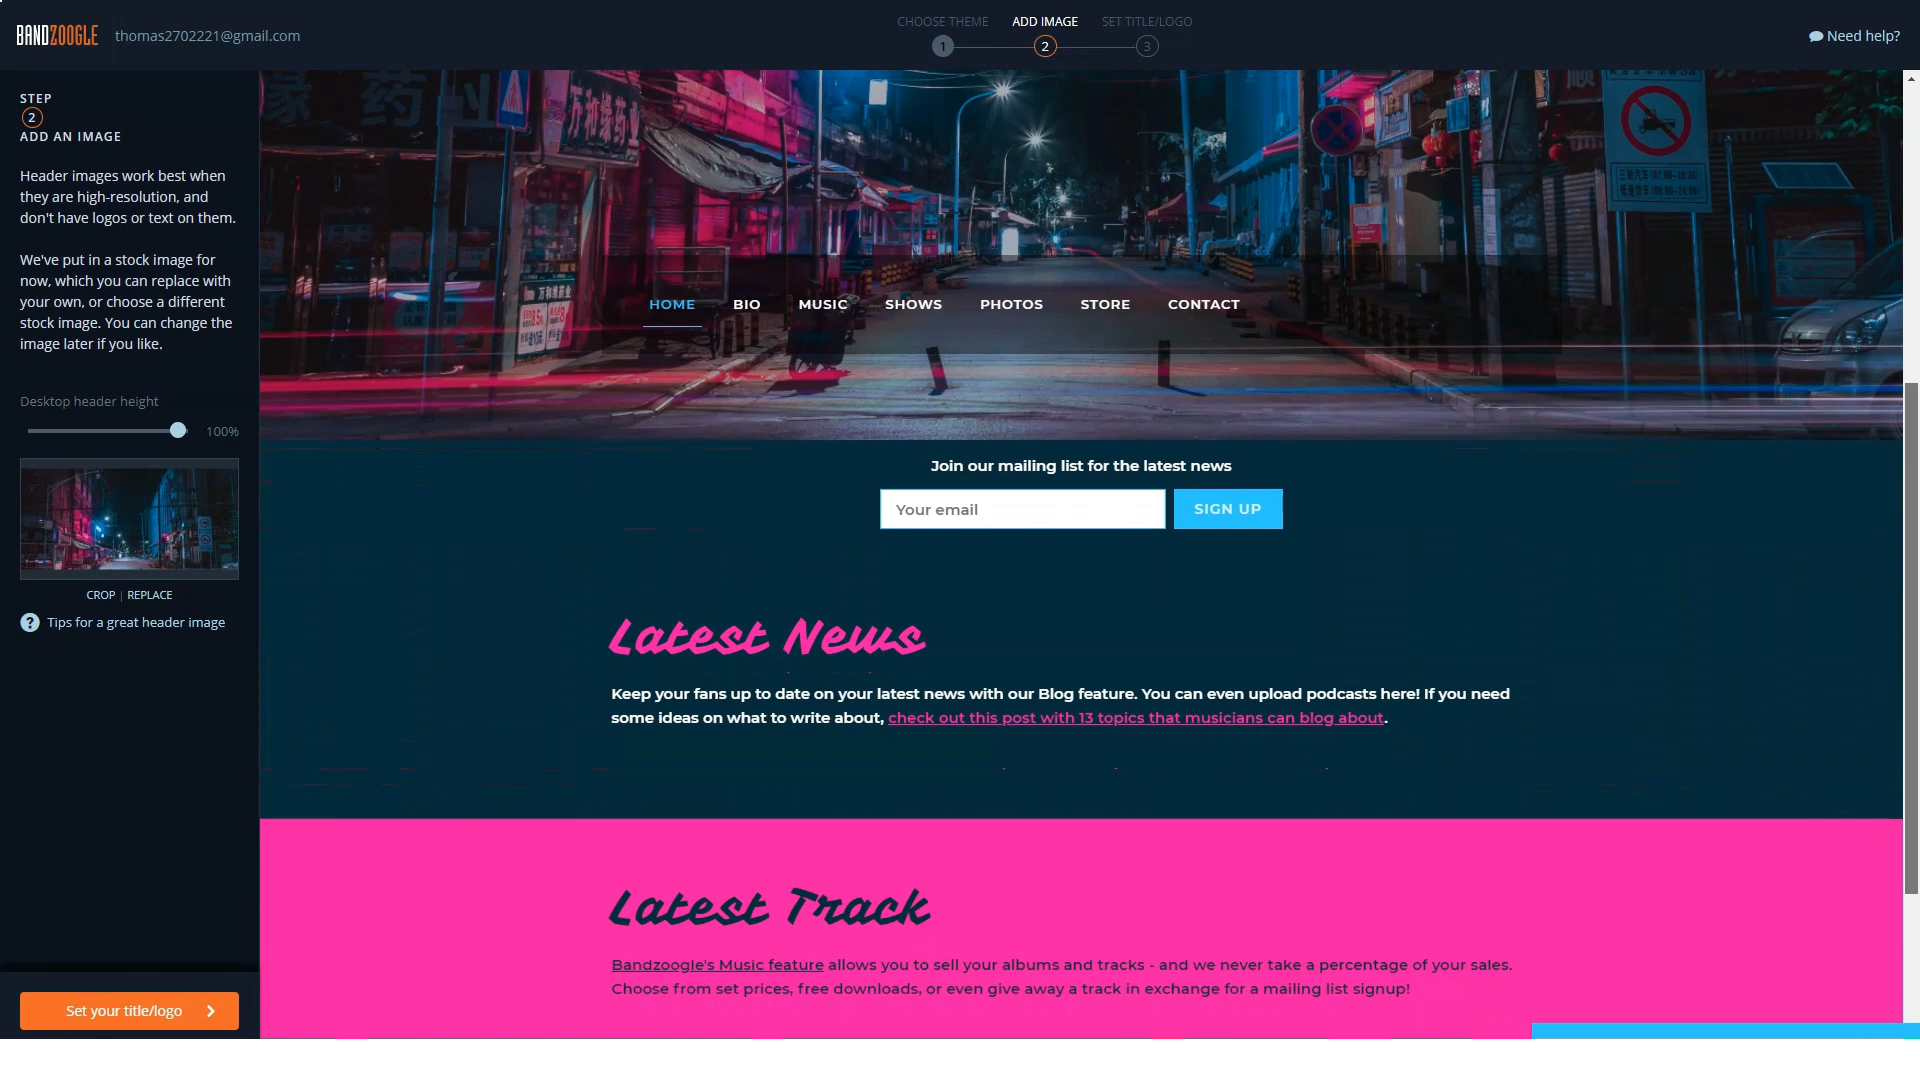 BANDZOOGLE
thomas2702221@gmail.com
CHOOSE THEME
ADD IMAGE
SET TITLE/LOGO
1
2
3
Need help?
STEP
2
ADD AN IMAGE
Header images work best when
they are high-resolution, and
don't have logos or text on them.
We've put in a stock image for
now, which you can replace with
your own, or choose a different
stock image. You can change the
image later if you like.
Desktop header height
100%
CROP | REPLACE
? Tips for a great header image
Set your title/logo
HOME
BIO
MUSIC
SHOWS
PHOTOS
STORE
CONTACT
Join our mailing list for the latest news
Your email
SIGN UP
Latest News
Keep your fans up to date on your latest news with our Blog feature. You can even upload podcasts here! If you need
some ideas on what to write about, check out this post with 13 topics that musicians can blog about.
Latest Track
Bandzoogle's Music feature allows you to sell your albums and tracks - and we never take a percentage of your sales.
Choose from set prices, free downloads, or even give away a track in exchange for a mailing list signup!